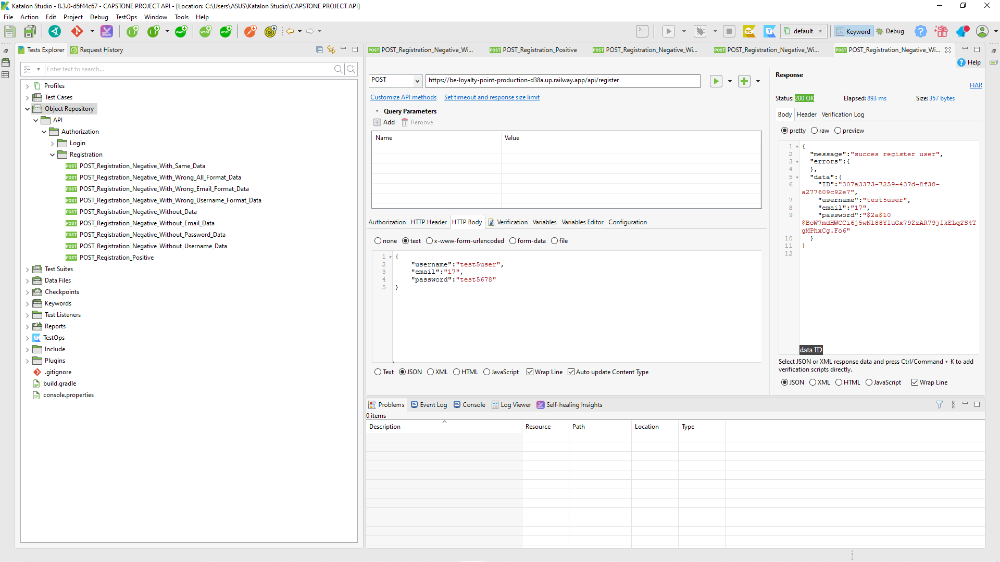 Katalon Studio - 8.3.0-d5f44c67 - CAPSTONE PROJECT API - [Location: C:\Users\ASUS\Katalon Studio\CAPSTONE PROJECT API]
File Action Edit Project Debug TestOps Window Tools Help
default Keyword Debug
Tests Explorer Request History
Enter text to search...
Profiles
Test Cases
Object Repository
API
Authorization
Login
Registration
POST POST_Registration_Negative_With_Same_Data
POST POST_Registration_Negative_With_Wrong_All_Format_Data
POST POST_Registration_Negative_With_Wrong_Email_Format_Data
POST POST_Registration_Negative_With_Wrong_Username_Format_Data
POST POST_Registration_Negative_Without_Data
POST POST_Registration_Negative_Without_Email_Data
POST POST_Registration_Negative_Without_Password_Data
POST POST_Registration_Negative_Without_Username_Data
POST POST_Registration_Positive
Test Suites
Data Files
Checkpoints
Keywords
Test Listeners
Reports
TestOps
Include
Plugins
.gitignore
build.gradle
console.properties
POST POST_Registration_Negative_Wi... POST POST_Registration_Positive POST POST_Registration_Negative_Wi... POST POST_Registration_Negative_Wi... POST POST_Registration_Negative_Wi...
Help
POST https://be-loyalty-point-production-d38a.up.railway.app/api/register
Customize API methods Set timeout and response size limit
Query Parameters
Add Remove
Name Value
Authorization HTTP Header HTTP Body Verification Variables Variables Editor Configuration
none text x-www-form-urlencoded form-data file
1 {
2 "username":"test5user",
3 "email":"17",
4 "password":"test5678"
5 }
Text JSON XML HTML JavaScript Wrap Line Auto update Content Type
Response
HAR
Status: 200 OK Elapsed: 893 ms Size: 357 bytes
Body Header Verification Log
pretty raw preview
1 {
2 "message":"succes register user",
3 "errors":{
4 },
5 "data":{
6 "ID":"307a3373-7259-437d-8f38-
a277609c92e7",
7 "username":"test5user",
8 "email":"17",
9 "password":"$2a$10
$BoW7mdHWCCi6j5wNl88YIuGx79ZzAR79jIkELq2S4T
gMPhxCg.Fo6"
10 }
11 }
12
data.ID
Select JSON or XML response data and press Ctrl/Command + K to add
verification scripts directly.
JSON XML HTML JavaScript Wrap Line
Problems Event Log Console Log Viewer Self-healing Insights
0 items
Description Resource Path Location Type